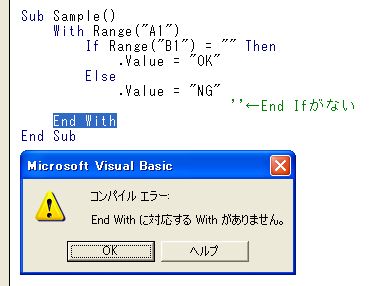 Sub Sample()
With Range("A1")
If Range("B1") = "" Then
.Value = "OK"
Else
.Value = "NG"
''←End Ifがない
End With
End Sub
Microsoft Visual Basic
コンパイル エラー:
End With に対応する With がありません。
OK
ヘルプ